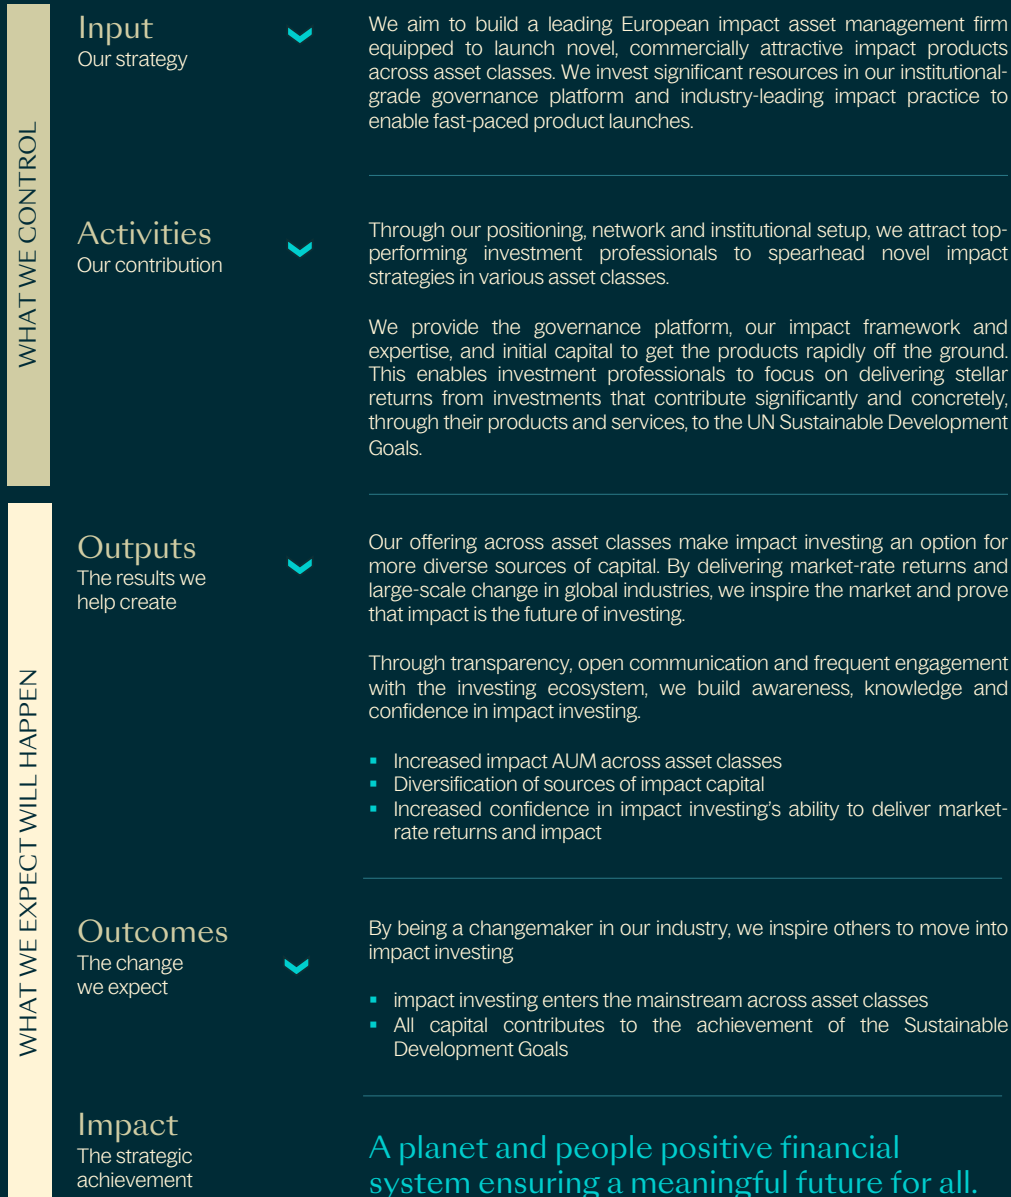 WHAT WE CONTROL
Input
Our strategy
We aim to build a leading European impact asset management firm
equipped to launch novel, commercially attractive impact products
across asset classes. We invest significant resources in our institutional-
grade governance platform and industry-leading impact practice to
enable fast-paced product launches.
Activities
Our contribution
Through our positioning, network and institutional setup, we attract top-
performing investment professionals to spearhead novel impact
strategies in various asset classes.
We provide the governance platform, our impact framework and
expertise, and initial capital to get the products rapidly off the ground.
This enables investment professionals to focus on delivering stellar
returns from investments that contribute significantly and concretely,
through their products and services, to the UN Sustainable Development
Goals.
WHAT WE EXPECT WILL HAPPEN
Outputs
The results we
help create
Our offering across asset classes make impact investing an option for
more diverse sources of capital. By delivering market-rate returns and
large-scale change in global industries, we inspire the market and prove
that impact is the future of investing.
Through transparency, open communication and frequent engagement
with the investing ecosystem, we build awareness, knowledge and
confidence in impact investing.
▪ Increased impact AUM across asset classes
▪ Diversification of sources of impact capital
▪ Increased confidence in impact investing's ability to deliver market-
rate returns and impact
Outcomes
The change
we expect
By being a changemaker in our industry, we inspire others to move into
impact investing
▪ impact investing enters the mainstream across asset classes
▪ All capital contributes to the achievement of the Sustainable
Development Goals
Impact
The strategic
achievement
A planet and people positive financial
system ensuring a meaningful future for all.